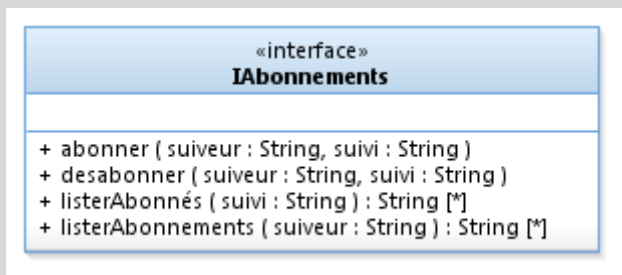 «interface»
IAbonnements
+ abonner ( suiveur : String, suivi : String )
+ desabonner ( suiveur : String, suivi : String )
+ listerAbonnés ( suivi : String ) : String [*]
+ listerAbonnements ( suiveur : String ) : String [*]